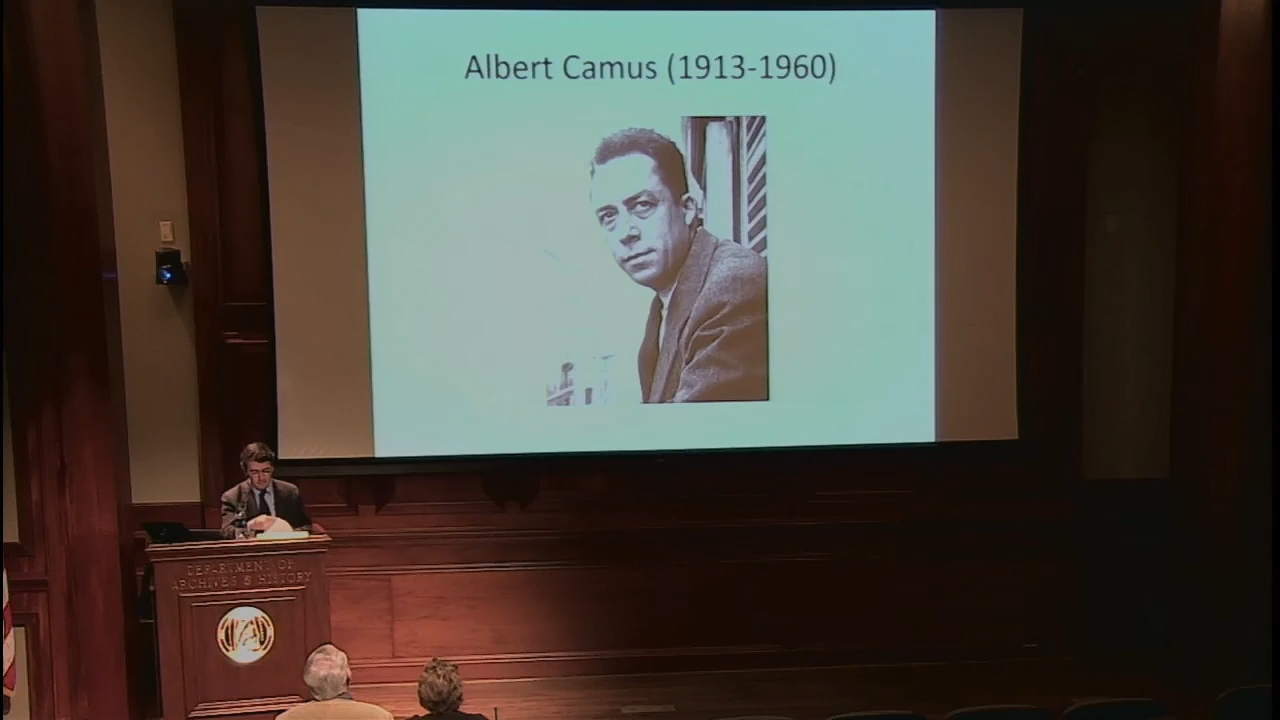 Albert Camus (1913-1960)
DEPARTMENT OF
ARCHIVES & HISTORY